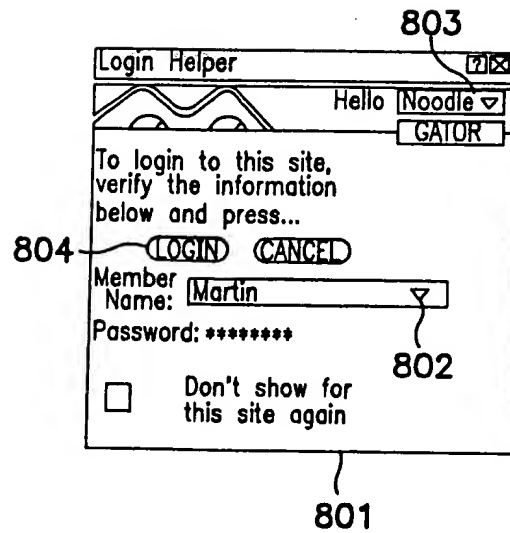 803
Login Helper ?
Hello Noodle
GATOR
To login to this site,
verify the information
below and press...
804
LOGIN CANCEL
Member
Name: Martin
Password: ********
802
Don't show for
this site again
801